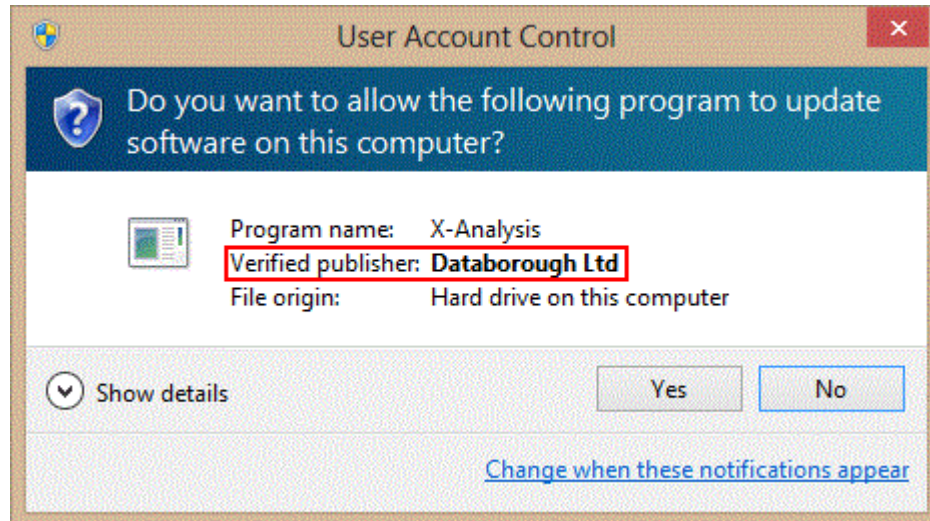 User Account Control
Do you want to allow the following program to update
software on this computer?
Program name: X-Analysis
Verified publisher: Databorough Ltd
File origin: Hard drive on this computer
Show details
Yes
No
Change when these notifications appear